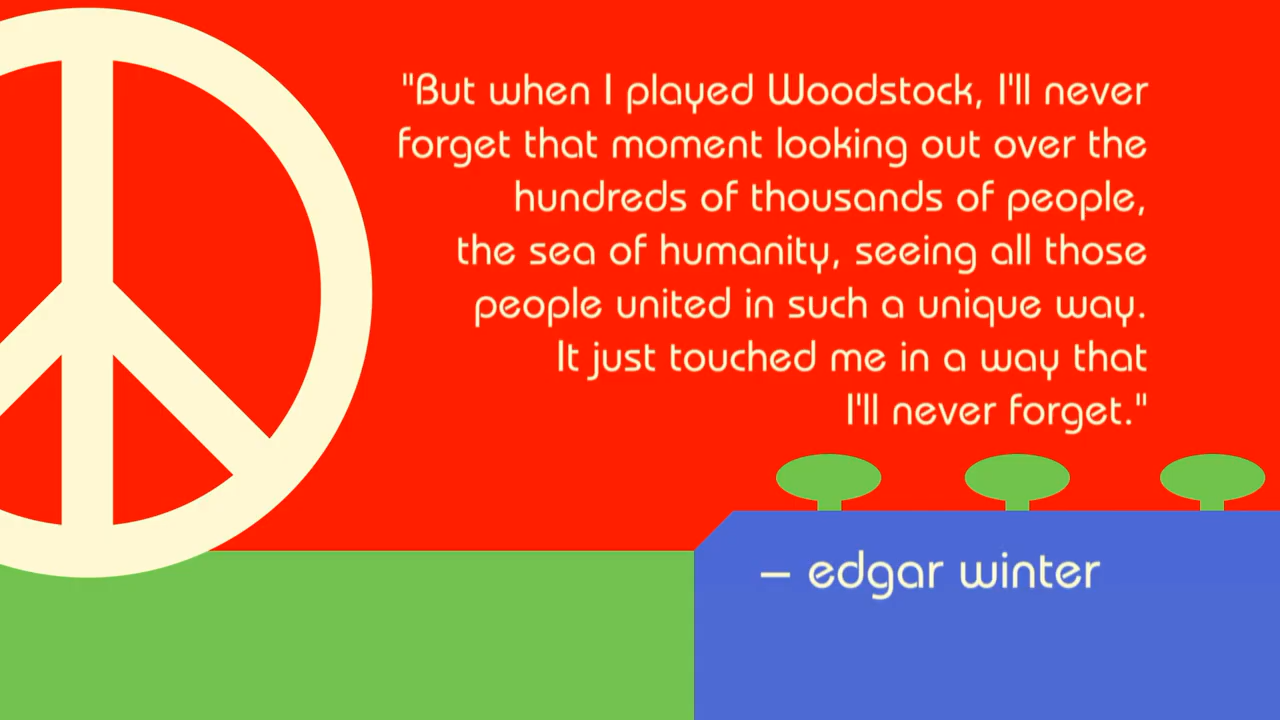 "But when I played Woodstock, I'll never
forget that moment looking out over the
hundreds of thousands of people,
the sea of humanity, seeing all those
people united in such a unique way.
It just touched me in a way that
I'll never forget."
— edgar winter